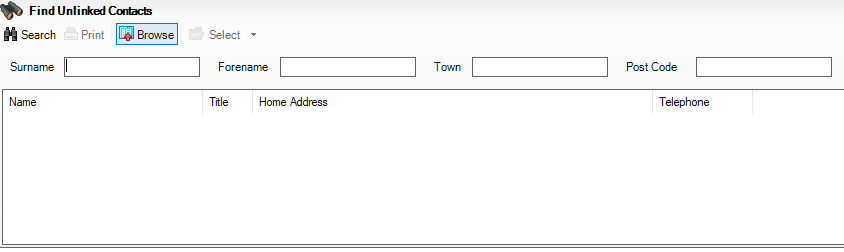 Find Unlinked Contacts
Search Print Browse Select
Surname Forename Town Post Code
Name Title Home Address Telephone